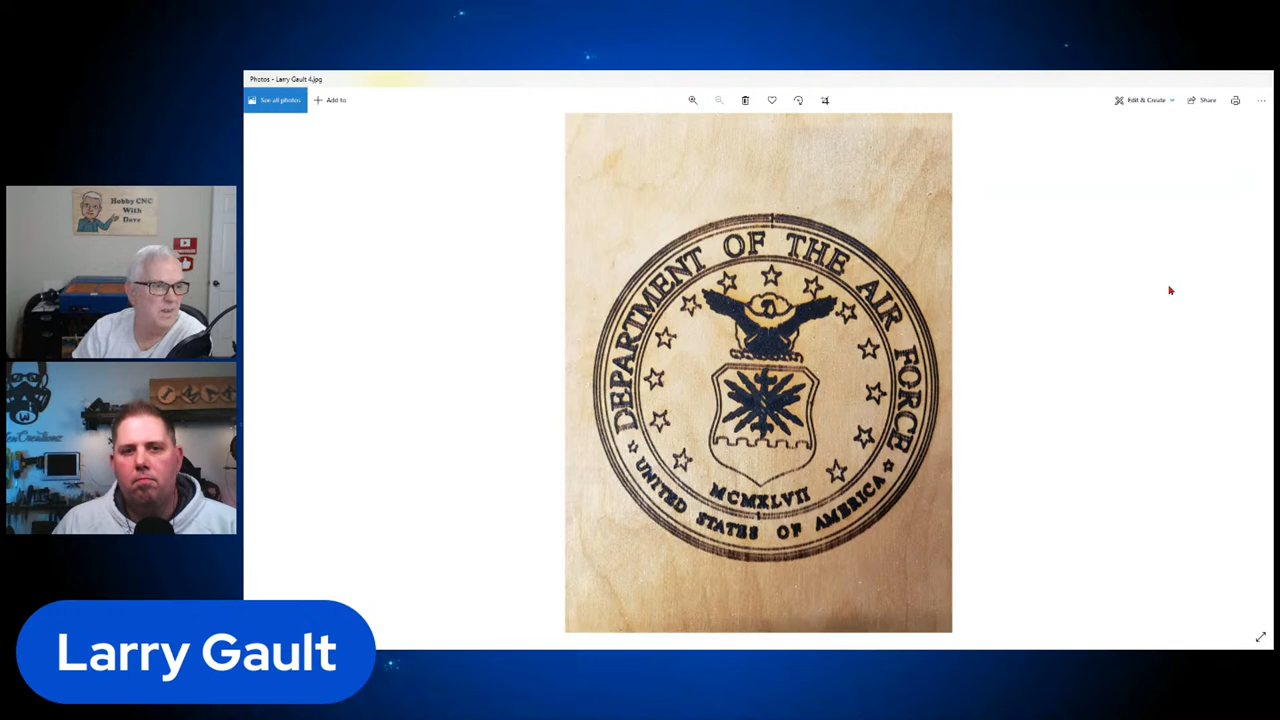 Photos - Larry Gault 4.jpg
See all photos
Add to
Edit & Create
Share
Hobby CNC
With
Dave
DEPARTMENT OF THE AIR FORCE
MCMXLVII
UNITED STATES OF AMERICA
Larry Gault